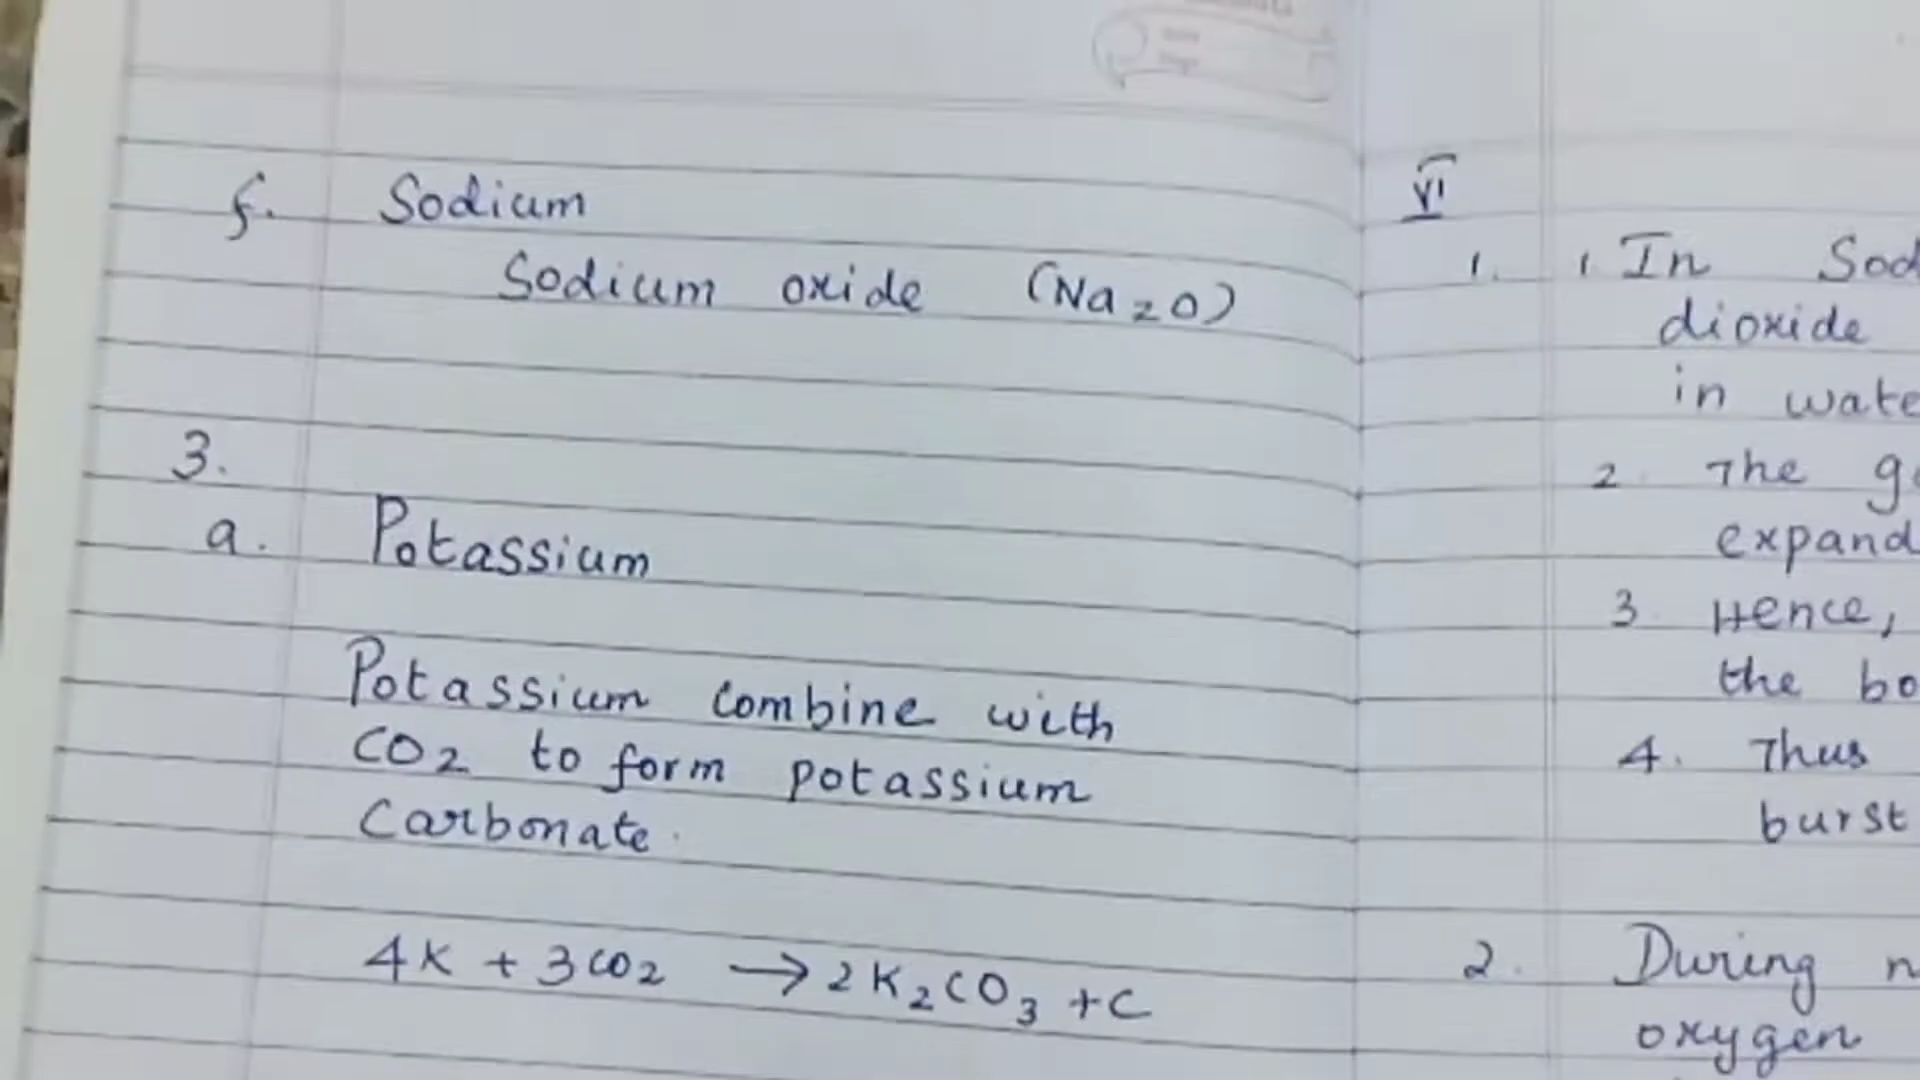 f. Sodium
Sodium oxide (Na2O)
3.
a. Potassium
Potassium combine with
CO2 to form potassium
Carbonate.
4K + 3CO2 → 2K2CO3 + C
VI
1. 1 In Sod
dioxide
in wate
2. The g
expand
3 Hence,
the bo
4. Thus
burst
2. During n
oxygen